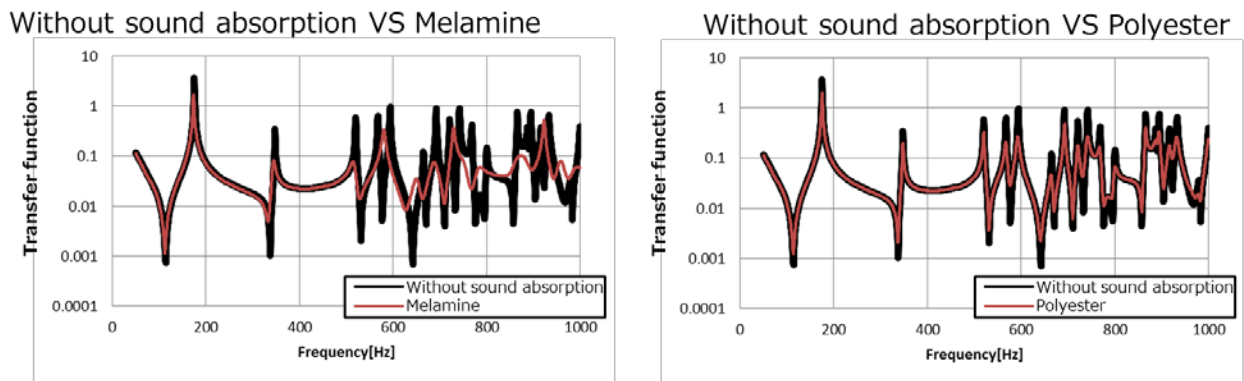 Without sound absorption VS Melamine
Transfer function
10
1
0.1
0.01
0.001
0.0001
0
200
400
600
800
1000
Frequency[Hz]
Without sound absorption
Melamine
Without sound absorption VS Polyester
Transfer function
10
1
0.1
0.01
0.001
0.0001
0
200
400
600
800
1000
Frequency[Hz]
Without sound absorption
Polyester